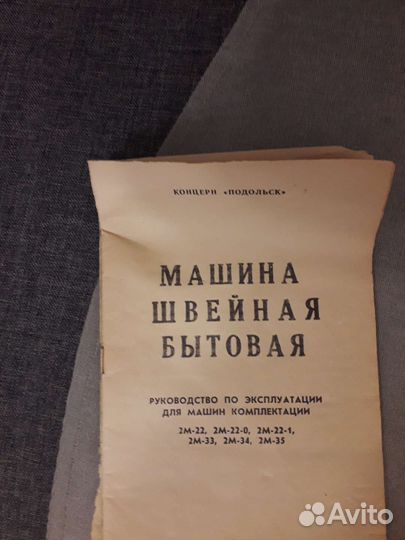 КОНЦЕРН «ПОДОЛЬСК»
МАШИНА
ШВЕЙНАЯ
БЫТОВАЯ
РУКОВОДСТВО ПО ЭКСПЛУАТАЦИИ
ДЛЯ МАШИН КОМПЛЕКТАЦИИ
2М-22, 2М-22-0, 2М-22-1,
2М-33, 2М-34, 2М-35
Avito